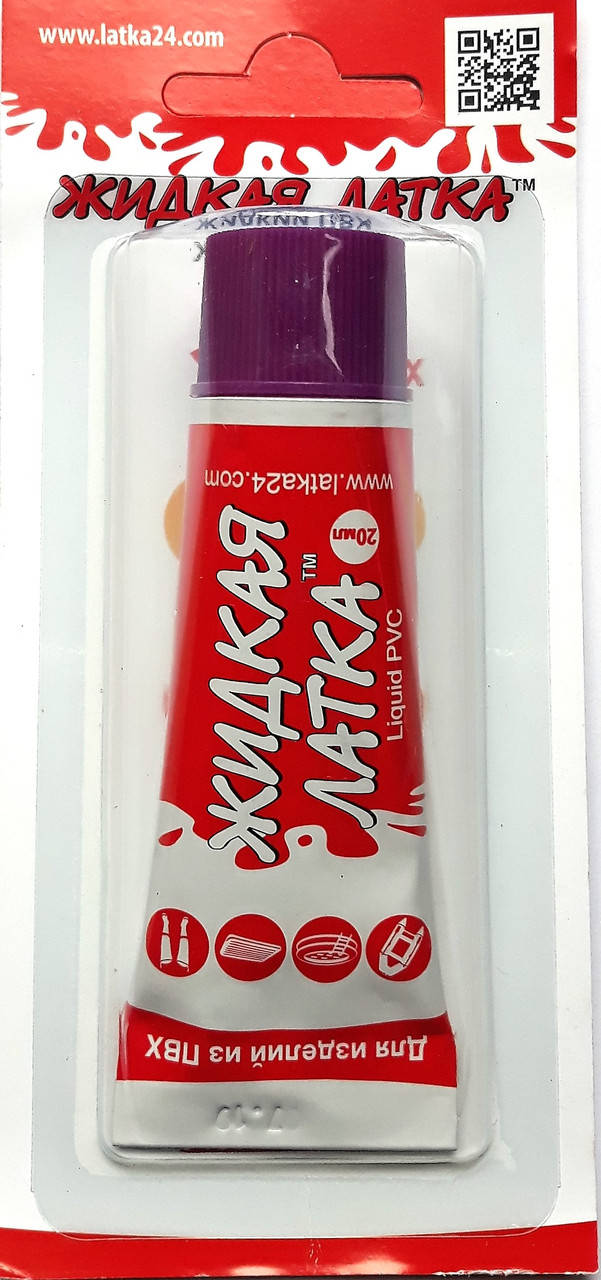 www.latka24.com
ЖИДКАЯ ЛАТКА™
www.latka24.com
20мл
ЖИДКАЯ
ЛАТКА™
Liquid PVC
Для изделий из ПВХ